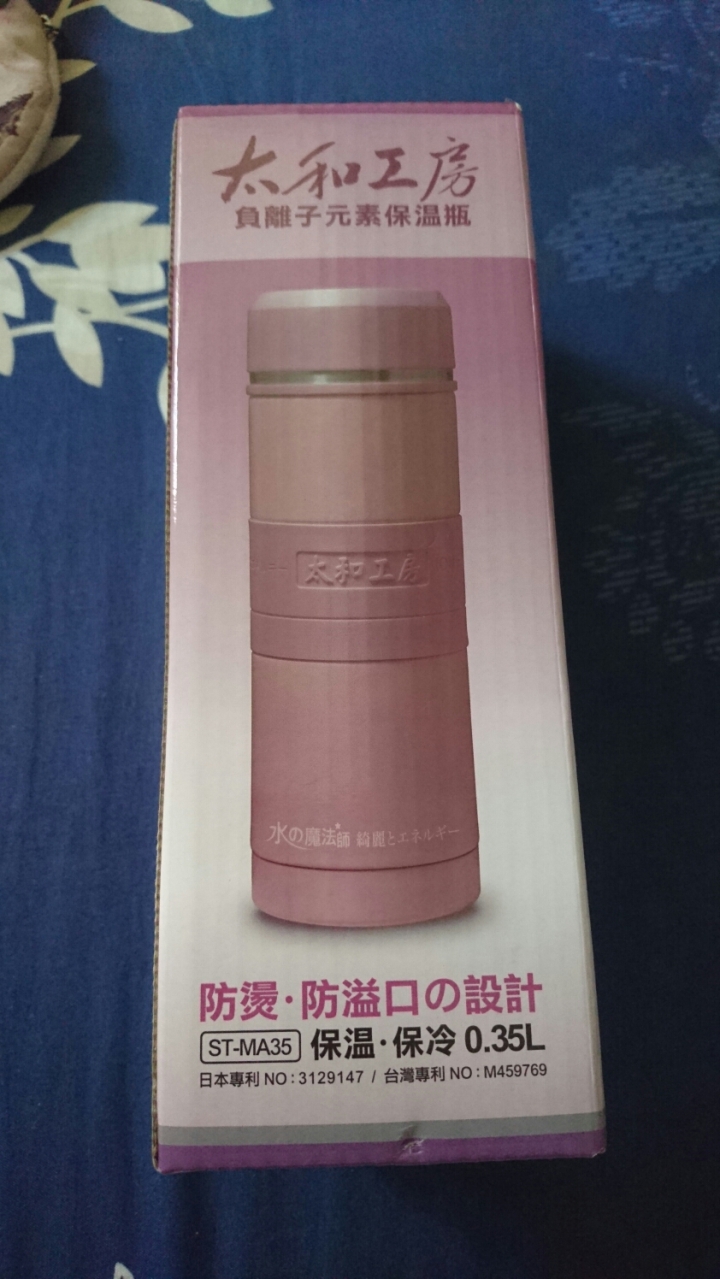 太和工房
負離子元素保温瓶
太和工房
水の魔法師 綺麗とエネルギー
防燙·防溢口の設計
ST-MA35 保温·保冷 0.35L
日本專利 NO : 3129147 / 台灣專利 NO : M459769